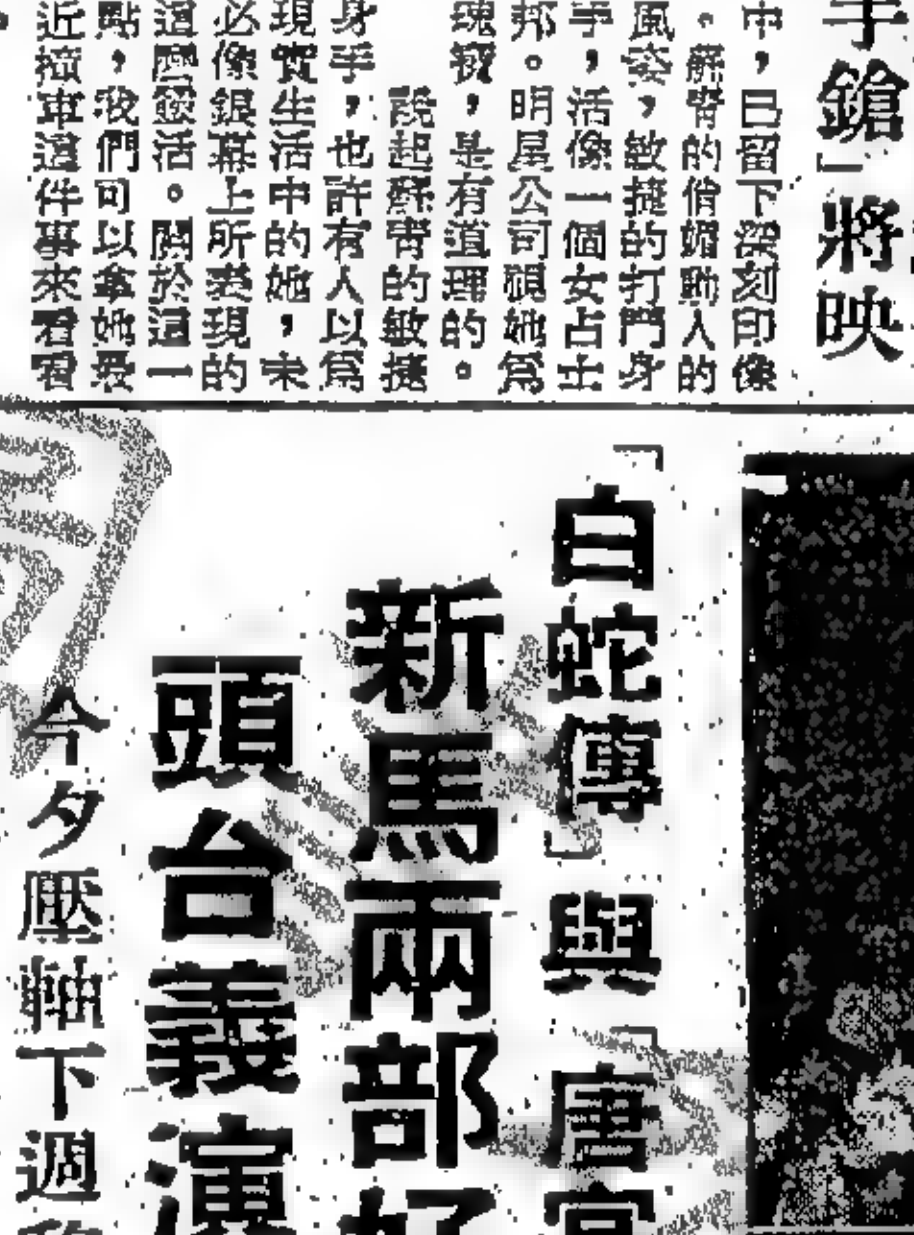 手鎗」將映
中，已留下深刻印像
。蘇青的俏媚動人的
風姿，敏捷的打鬥身
手，活像一個女占士
邦。明星公司視她爲
瑰寶，是有道理的。
說起蘇青的敏捷
身手，也許有人以爲
現實生活中的她，未
必像銀幕上所表現的
道麼靈活。關於這一
點，我們可以拿她最
近撞車這件事來看看
「白蛇傳」與「唐宮
新馬兩部好
頭台義演
今夕壓軸下週